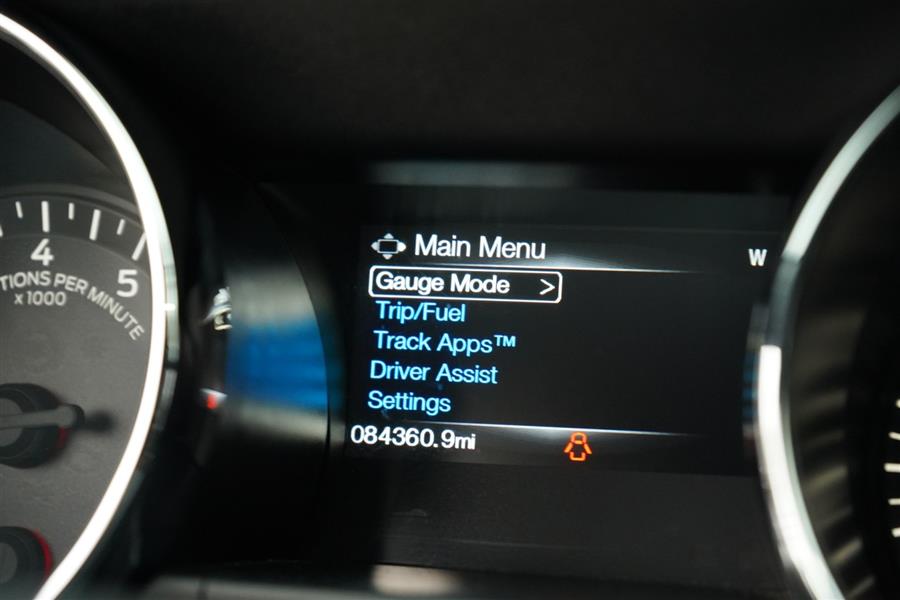 Main Menu
W
Gauge Mode >
Trip/Fuel
Track Apps™
Driver Assist
Settings
084360.9mi
4
5
TIONS PER MINUTE
x1000